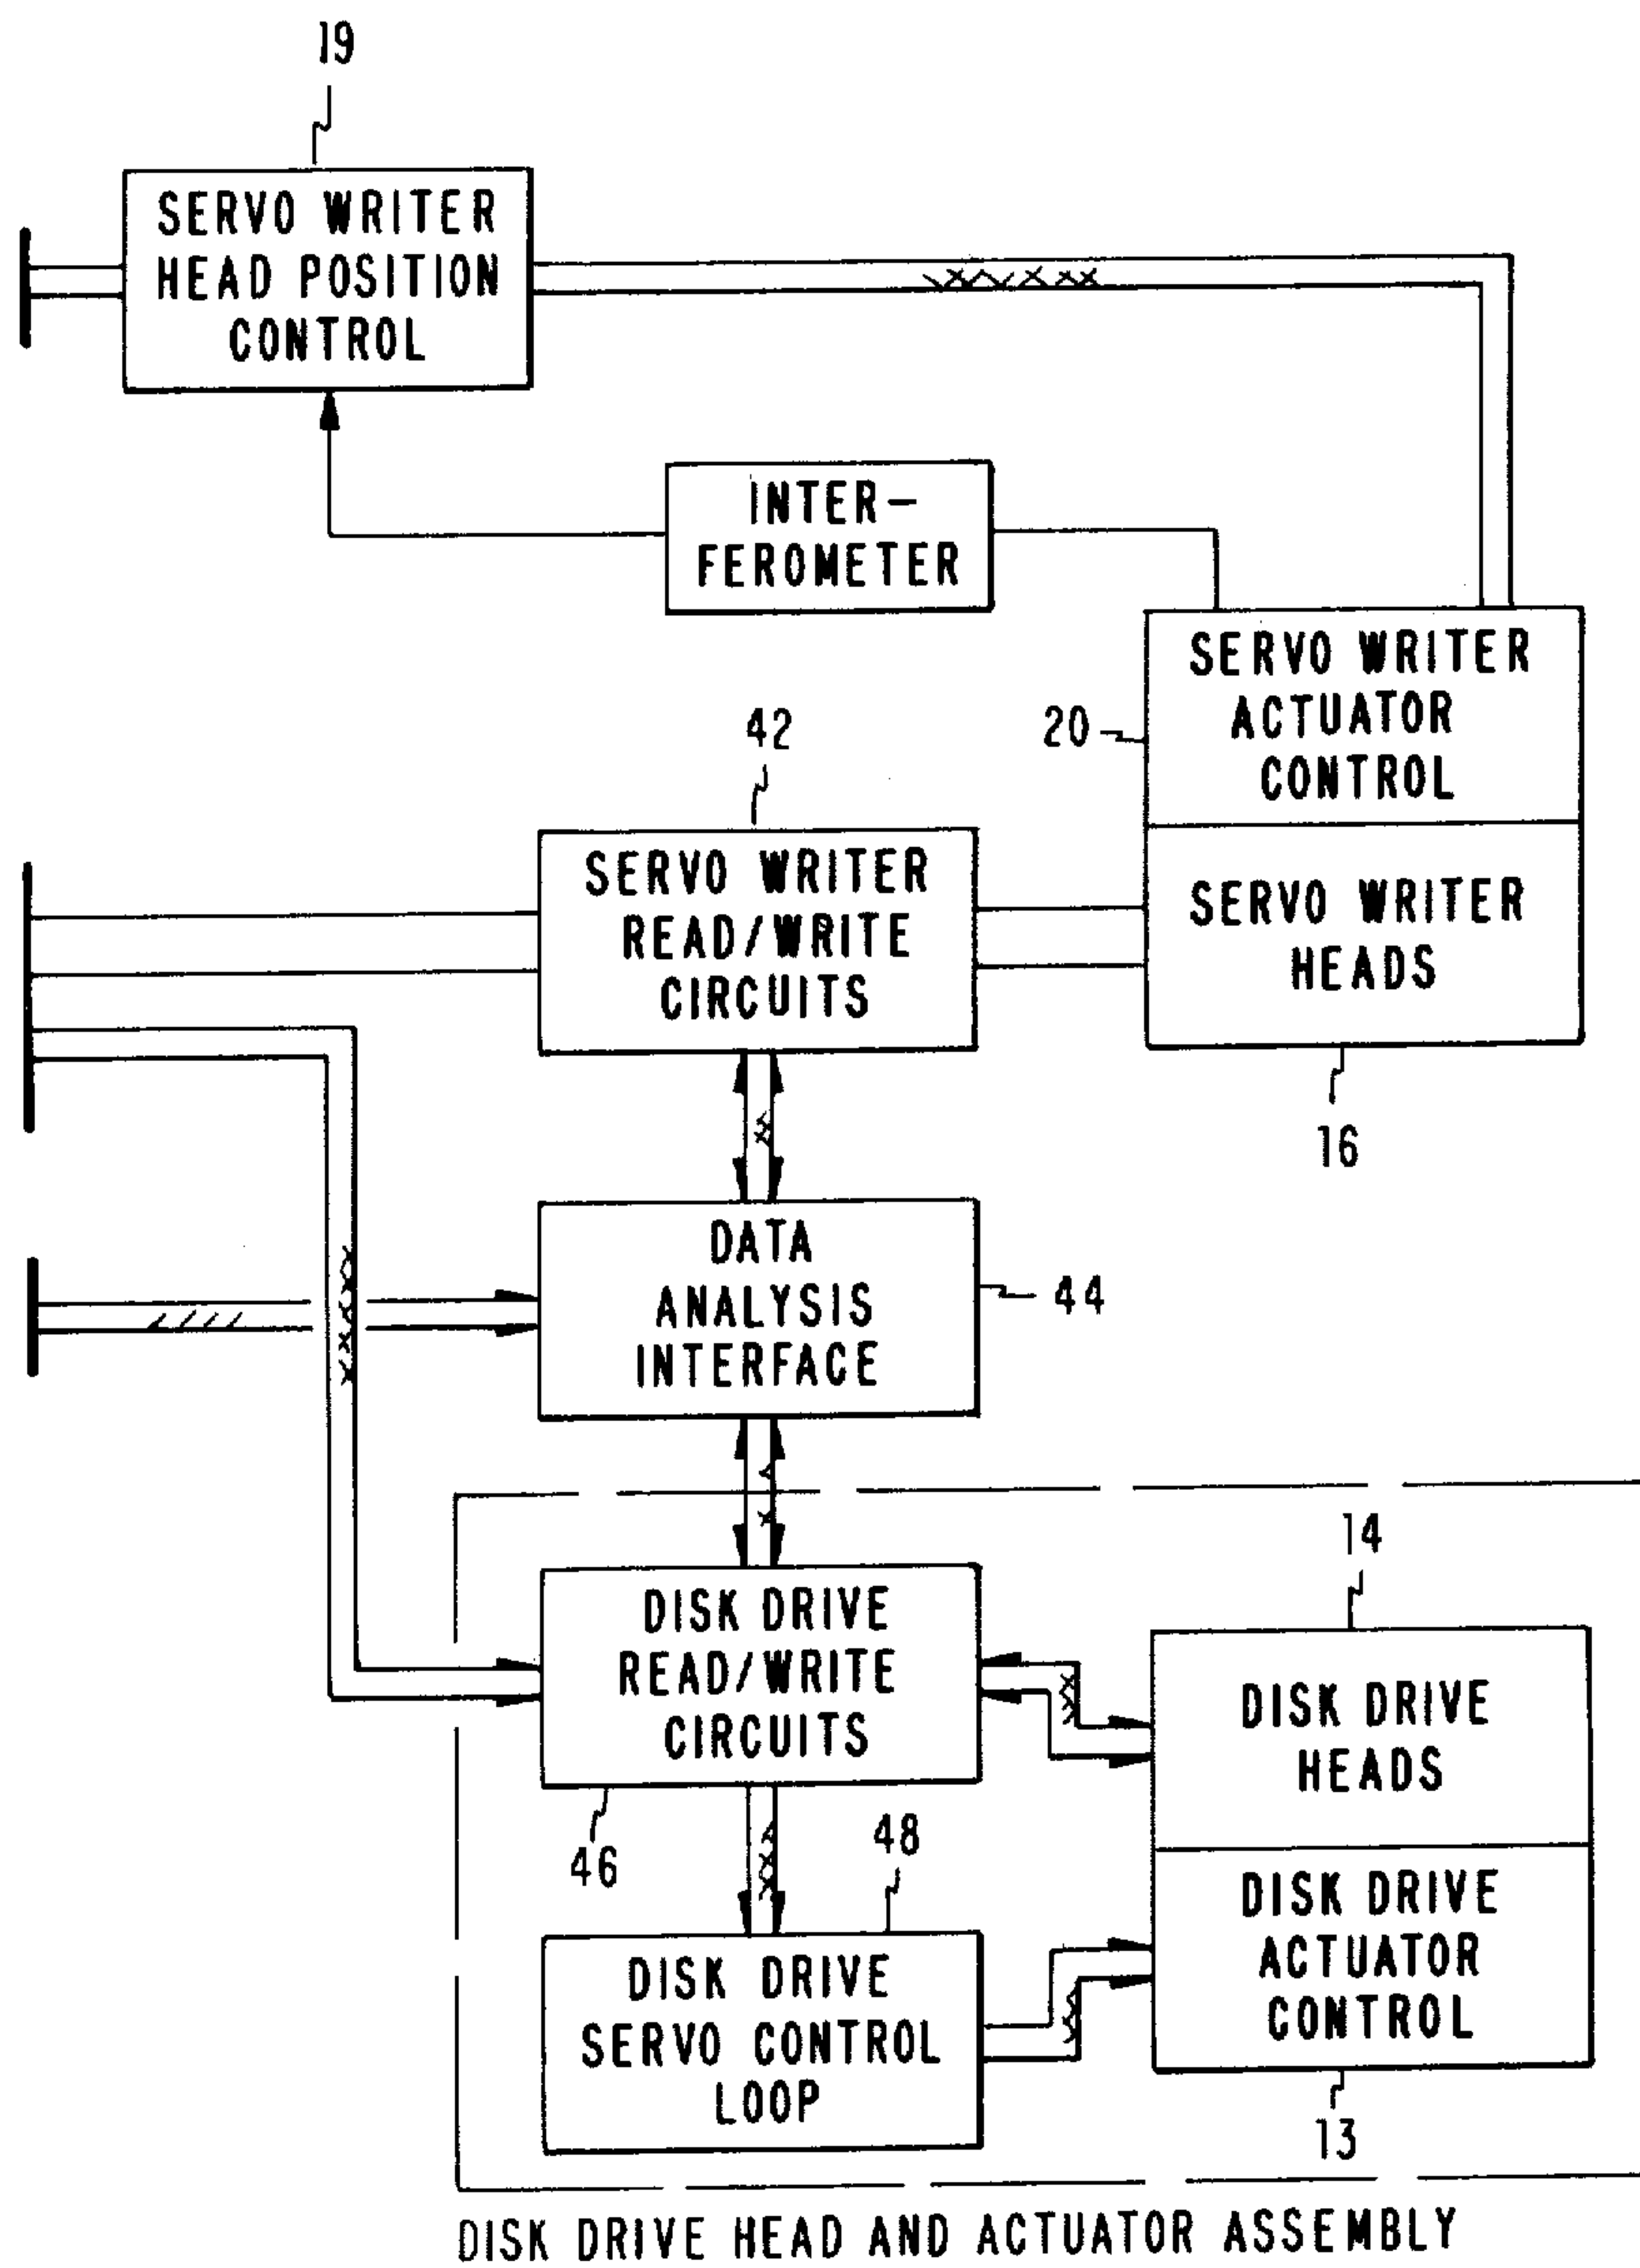 19
SERVO WRITER
HEAD POSITION
CONTROL
INTER-
FEROMETER
SERVO WRITER
ACTUATOR
CONTROL
20
42
SERVO WRITER
READ/WRITE
CIRCUITS
SERVO WRITER
HEADS
16
DATA
ANALYSIS
INTERFACE
44
14
DISK DRIVE
READ/WRITE
CIRCUITS
DISK DRIVE
HEADS
46
48
DISK DRIVE
SERVO CONTROL
LOOP
DISK DRIVE
ACTUATOR
CONTROL
13
DISK DRIVE HEAD AND ACTUATOR ASSEMBLY